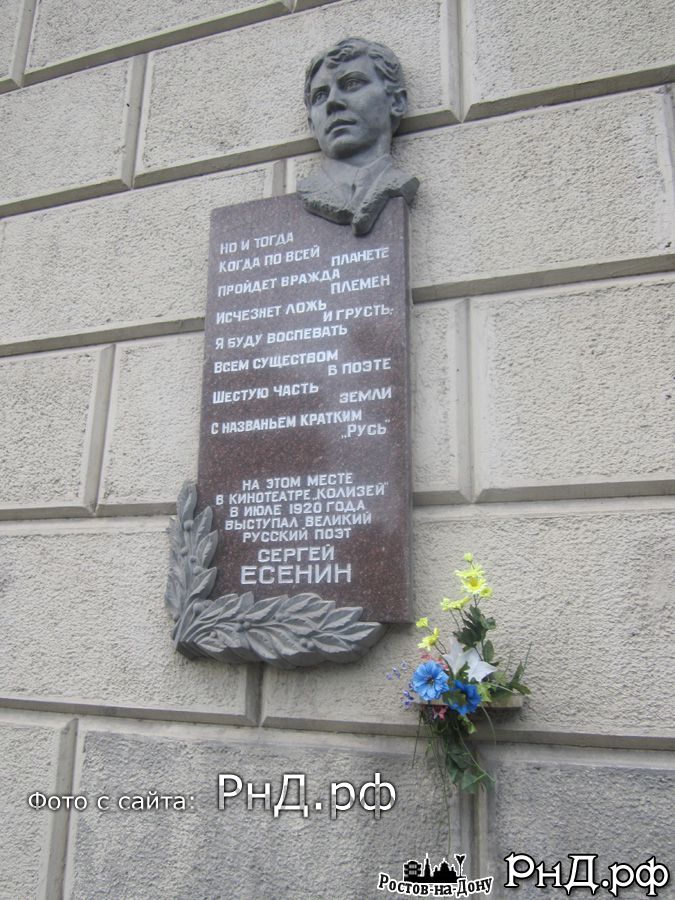 НО И ТОГДА
КОГДА ПО ВСЕЙ ПЛАНЕТЕ
ПРОЙДЕТ ВРАЖДА ПЛЕМЕН
ИСЧЕЗНЕТ ЛОЖЬ И ГРУСТЬ,
Я БУДУ ВОСПЕВАТЬ
ВСЕМ СУЩЕСТВОМ В ПОЭТЕ
ШЕСТУЮ ЧАСТЬ ЗЕМЛИ
С НАЗВАНЬЕМ КРАТКИМ „РУСЬ"
НА ЭТОМ МЕСТЕ
В КИНОТЕАТРЕ „КОЛИЗЕЙ"
В ИЮЛЕ 1920 ГОДА
ВЫСТУПАЛ ВЕЛИКИЙ
РУССКИЙ ПОЭТ
СЕРГЕЙ
ЕСЕНИН
Фото с сайта: РнД.рф
Ростов-на-Дону РнД.рф